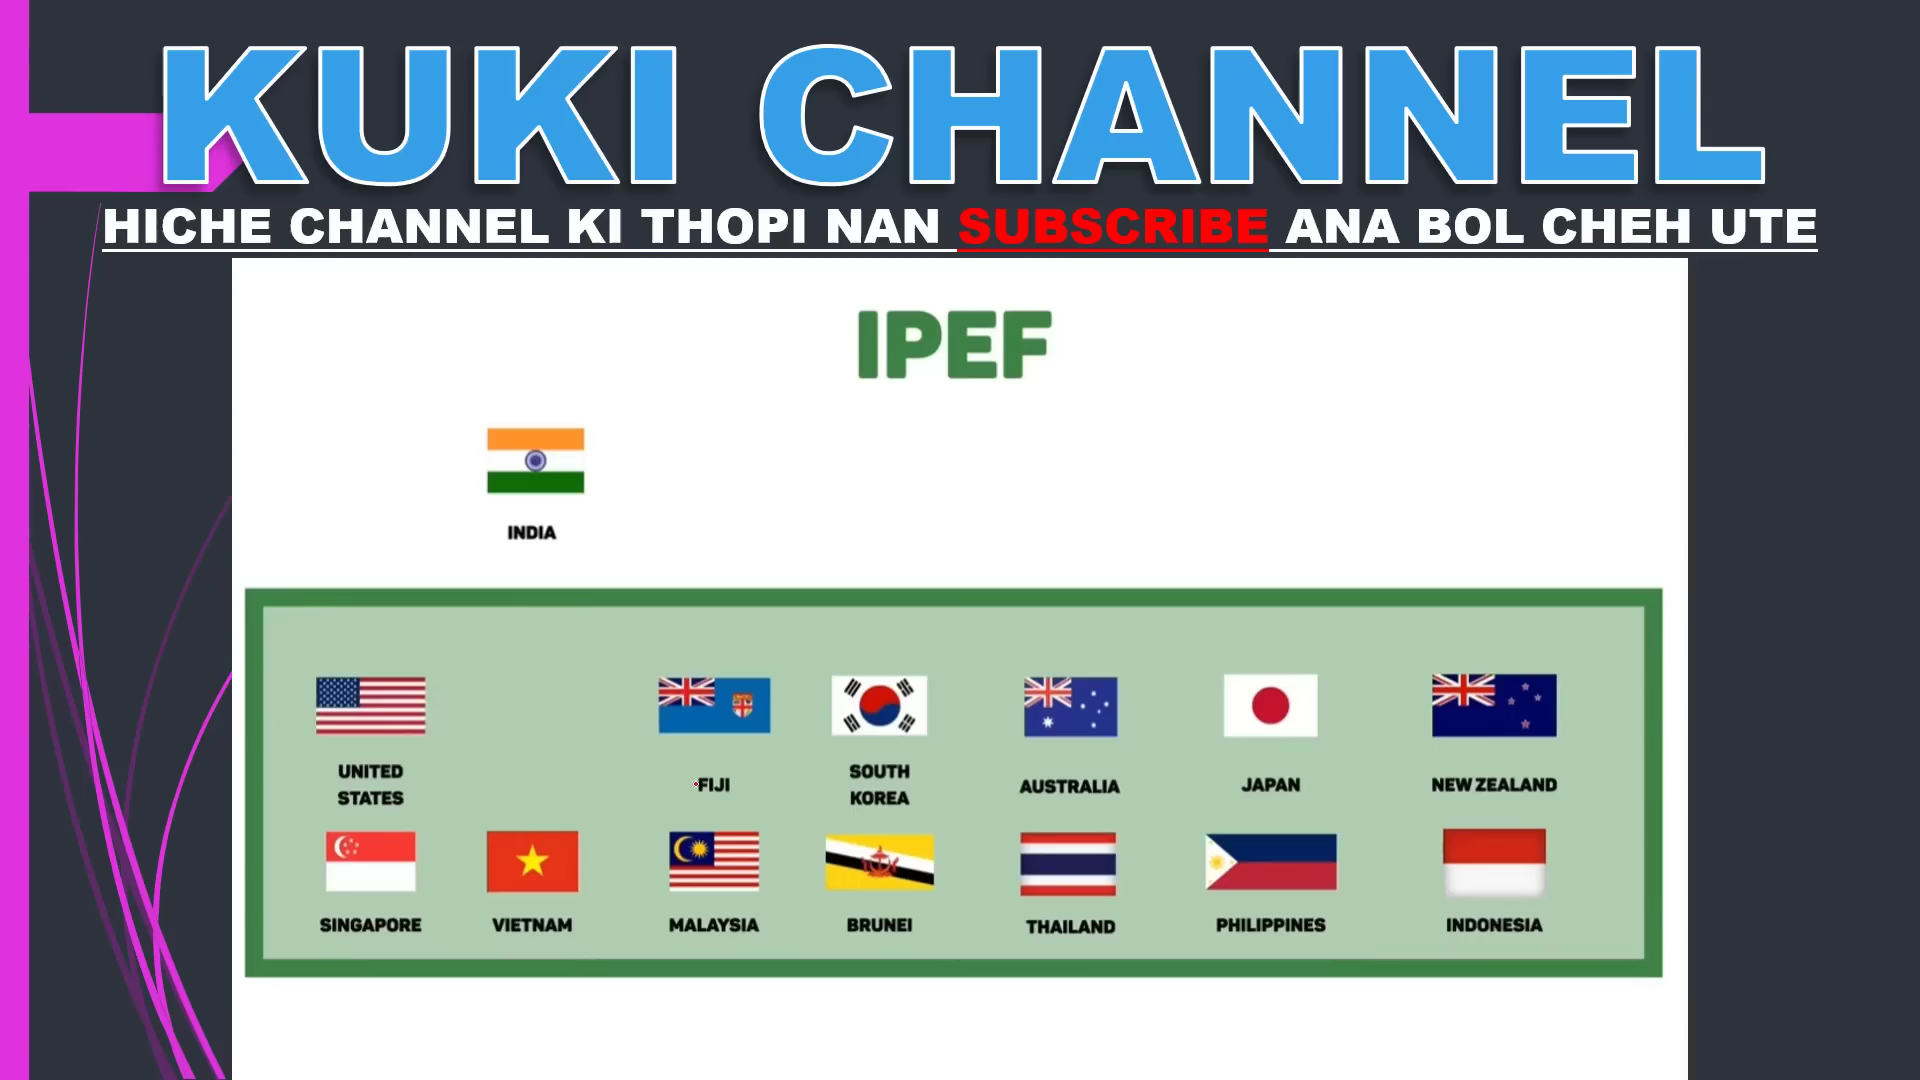 KUKI CHANNEL
HICHE CHANNEL KI THOPI NAN SUBSCRIBE ANA BOL CHEH UTE
IPEF
INDIA
UNITED STATES
FIJI
SOUTH KOREA
AUSTRALIA
JAPAN
NEW ZEALAND
SINGAPORE
VIETNAM
MALAYSIA
BRUNEI
THAILAND
PHILIPPINES
INDONESIA